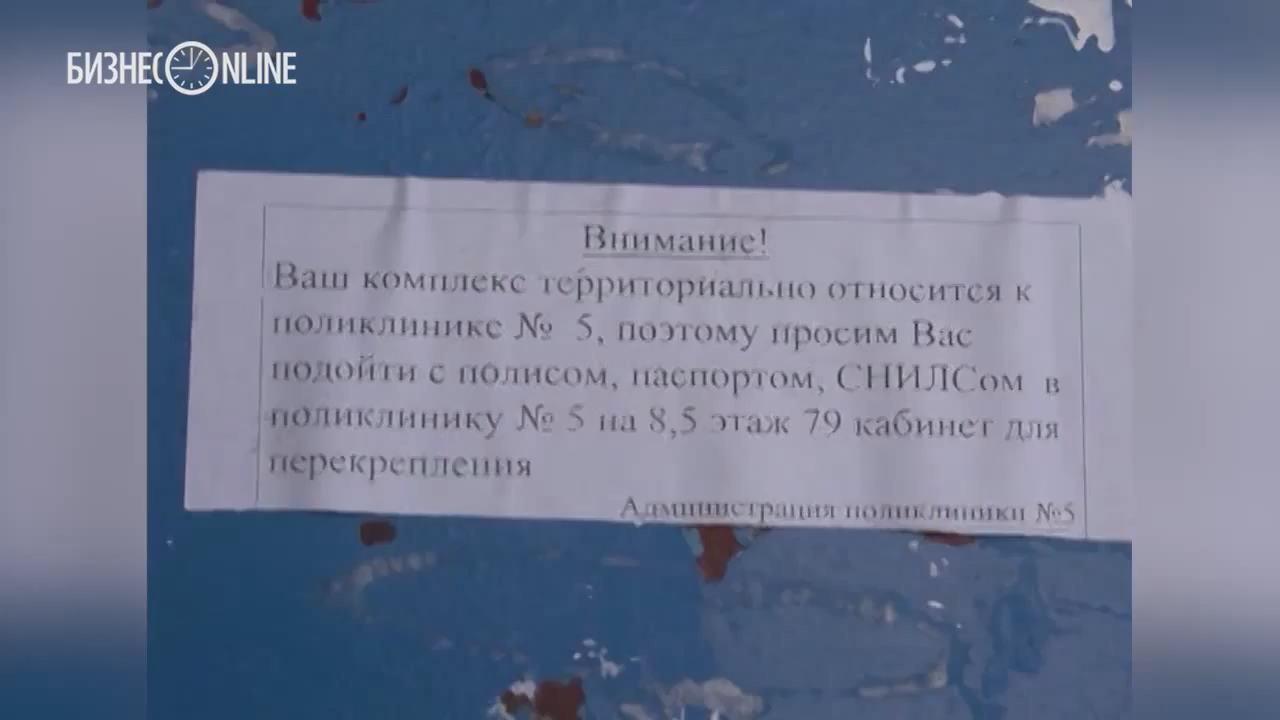 БИЗНЕС ONLINE
Внимание!
Ваш комплекс территориально относится к
поликлинике № 5, поэтому просим Вас
подойти с полисом, паспортом, СНИЛСом в
поликлинику № 5 на 8,5 этаж 79 кабинет для
перекрепления
Администрация поликлиники №5